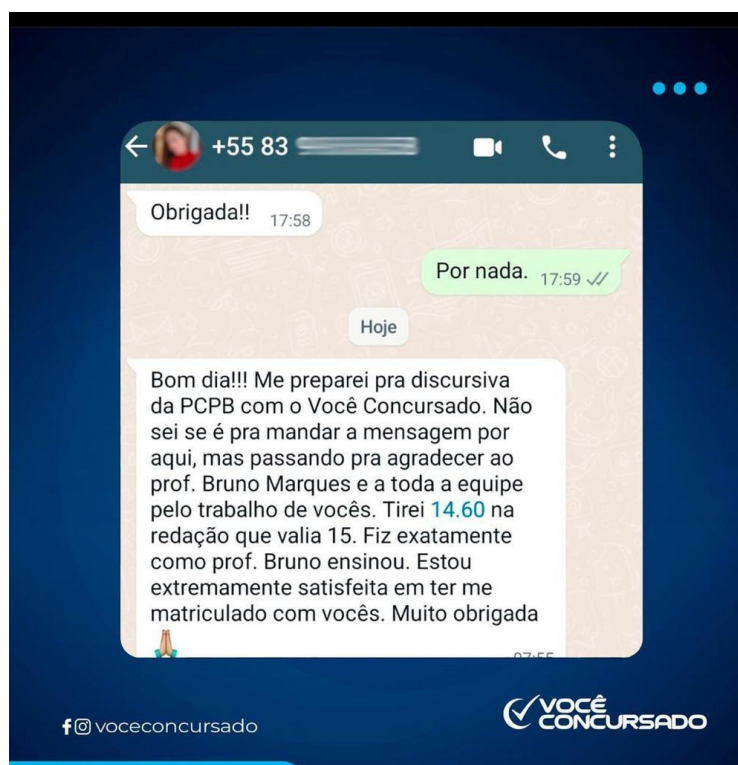 +55 83
Obrigada!! 17:58
Por nada. 17:59
Hoje
Bom dia!!! Me preparei pra discursiva
da PCPB com o Você Concursado. Não
sei se é pra mandar a mensagem por
aqui, mas passando pra agradecer ao
prof. Bruno Marques e a toda a equipe
pelo trabalho de vocês. Tirei 14.60 na
redação que valia 15. Fiz exatamente
como prof. Bruno ensinou. Estou
extremamente satisfeita em ter me
matriculado com vocês. Muito obrigada
voceconcursado
VOCÊ
CONCURSADO